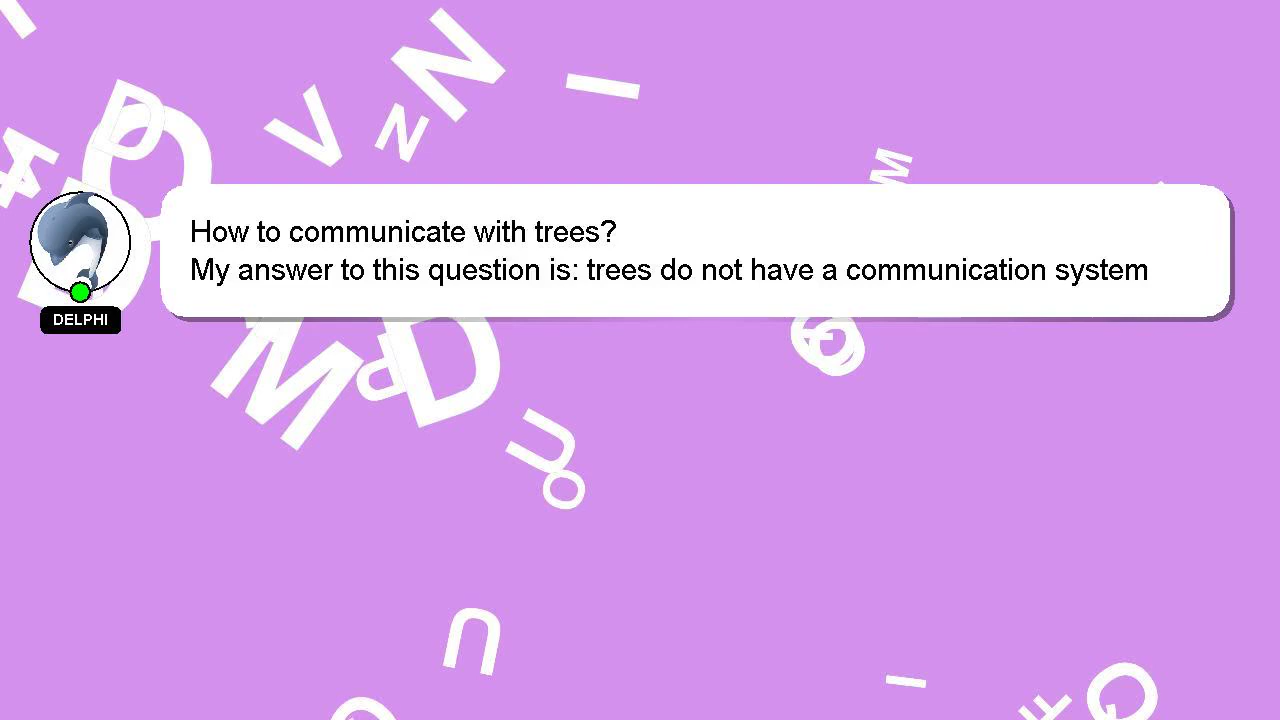 How to communicate with trees?
My answer to this question is: trees do not have a communication system
DELPHI